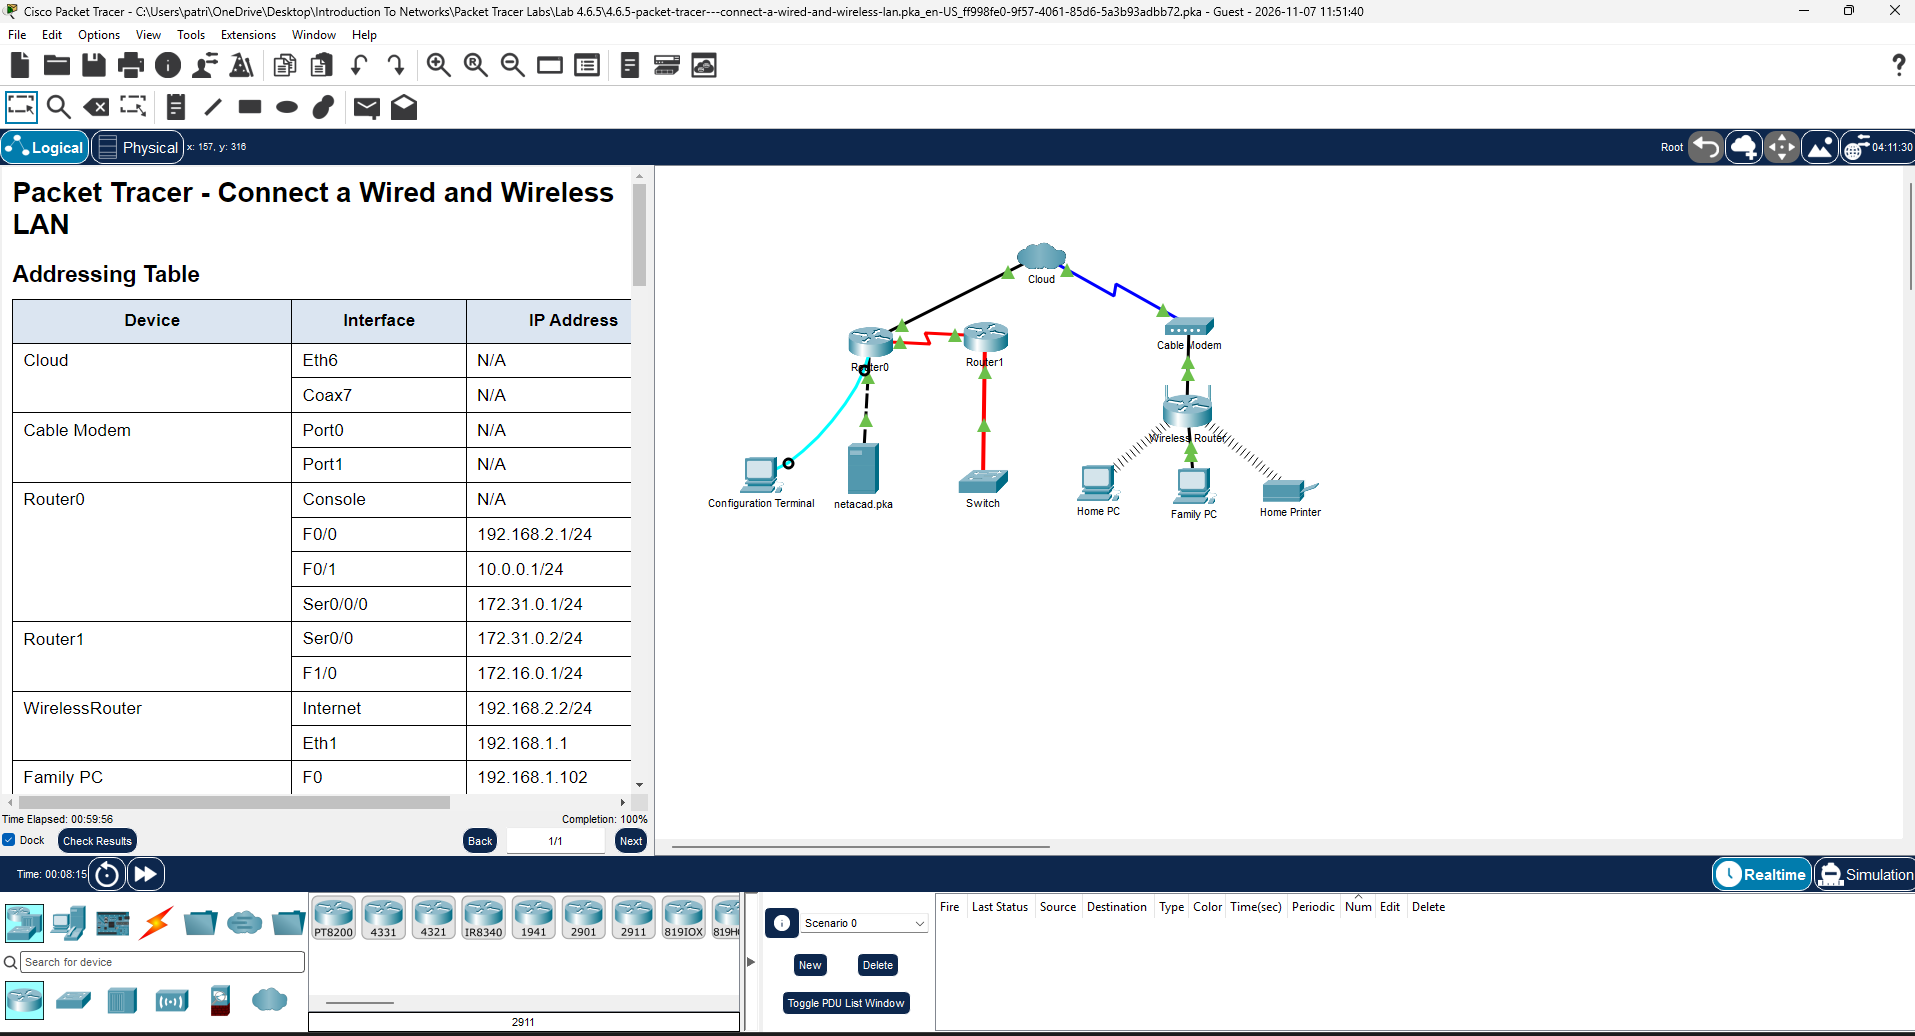 Cisco Packet Tracer - C:\Users\patri\OneDrive\Desktop\Introduction To Networks\Packet Tracer Labs\Lab 4.6.5\4.6.5-packet-tracer---connect-a-wired-and-wireless-lan.pka_en-US_ff998fe0-9f57-4061-85d6-5a3b93adbb72.pka - Guest - 2026-11-07 11:51:40
File Edit Options View Tools Extensions Window Help
Logical Physical x: 157, y: 316 Root 04:11:30
Packet Tracer - Connect a Wired and Wireless
LAN
Addressing Table
Device Interface IP Address
Cloud Eth6 N/A
Coax7 N/A
Cable Modem Port0 N/A
Port1 N/A
Router0 Console N/A
F0/0 192.168.2.1/24
F0/1 10.0.0.1/24
Ser0/0/0 172.31.0.1/24
Router1 Ser0/0 172.31.0.2/24
F1/0 172.16.0.1/24
WirelessRouter Internet 192.168.2.2/24
Eth1 192.168.1.1
Family PC F0 192.168.1.102
Time Elapsed: 00:59:56 Completion: 100%
Dock Check Results Back 1/1 Next
Cloud
Cable Modem
Router0
Router1
Wireless Router
Configuration Terminal
netacad.pka
Switch
Home PC
Family PC
Home Printer
Time: 00:08:15 Realtime Simulation
PT8200 4331 4321 IR8340 1941 2901 2911 819IOX 819H
Search for device
2911
Scenario 0
New Delete
Toggle PDU List Window
Fire Last Status Source Destination Type Color Time(sec) Periodic Num Edit Delete